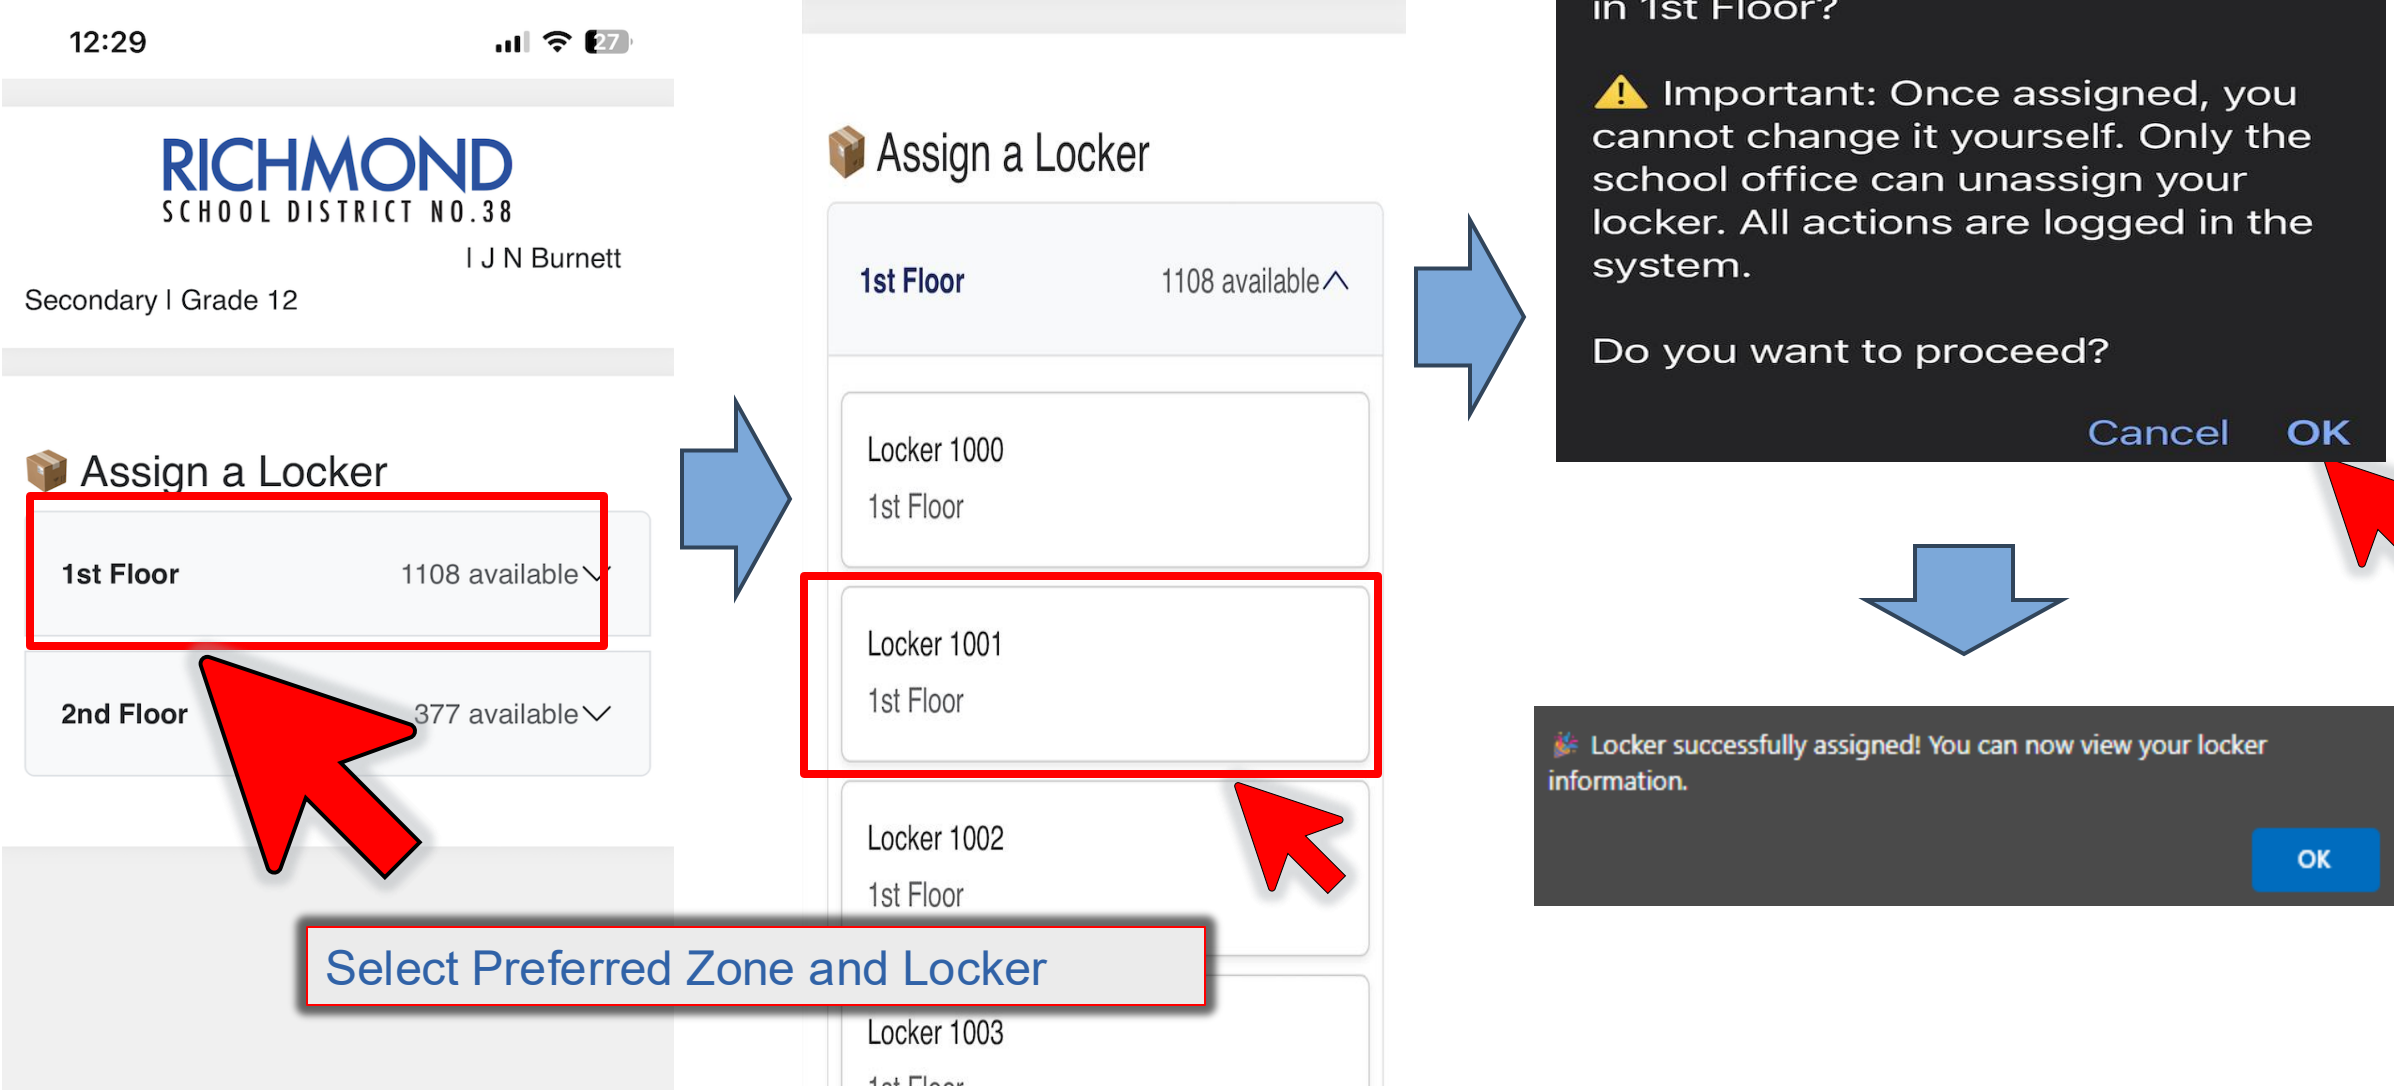 12:29
27
RICHMOND
SCHOOL DISTRICT NO.38
| J N Burnett
Secondary | Grade 12
Assign a Locker
1st Floor 1108 available
2nd Floor 377 available
Assign a Locker
1st Floor 1108 available
Locker 1000
1st Floor
Locker 1001
1st Floor
Locker 1002
1st Floor
Locker 1003
1st Floor
Select Preferred Zone and Locker
in 1st Floor?
⚠️ Important: Once assigned, you
cannot change it yourself. Only the
school office can unassign your
locker. All actions are logged in the
system.
Do you want to proceed?
Cancel OK
🎉 Locker successfully assigned! You can now view your locker
information.
OK